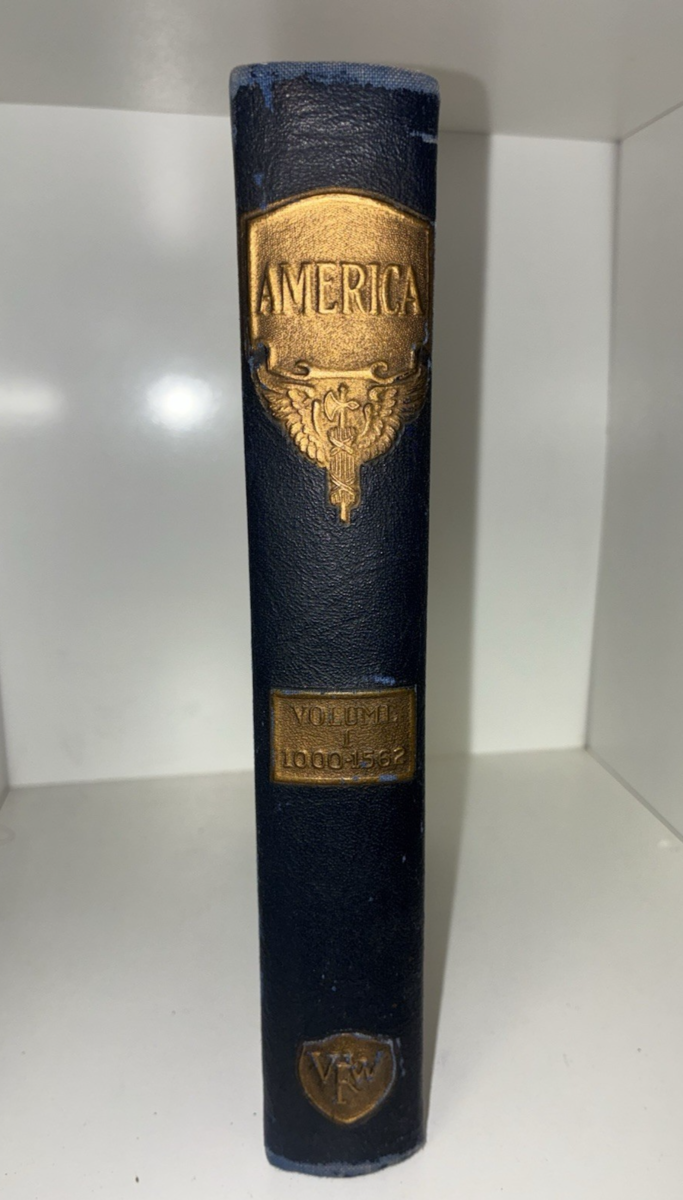 AMERICA
VOLUME
I
1000-1562
VFW